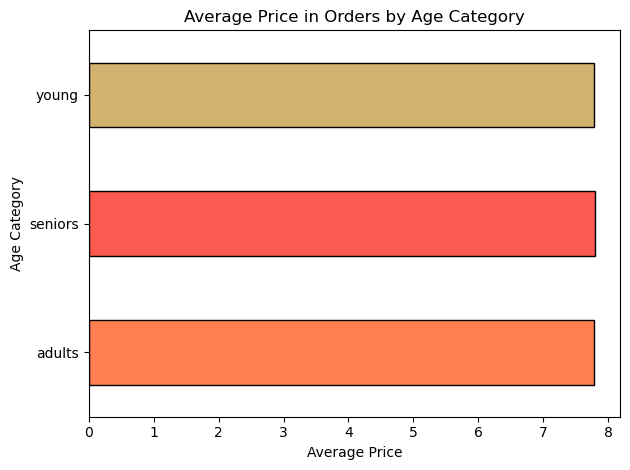 Average Price in Orders by Age Category
Age Category
young
seniors
adults
0 1 2 3 4 5 6 7 8
Average Price